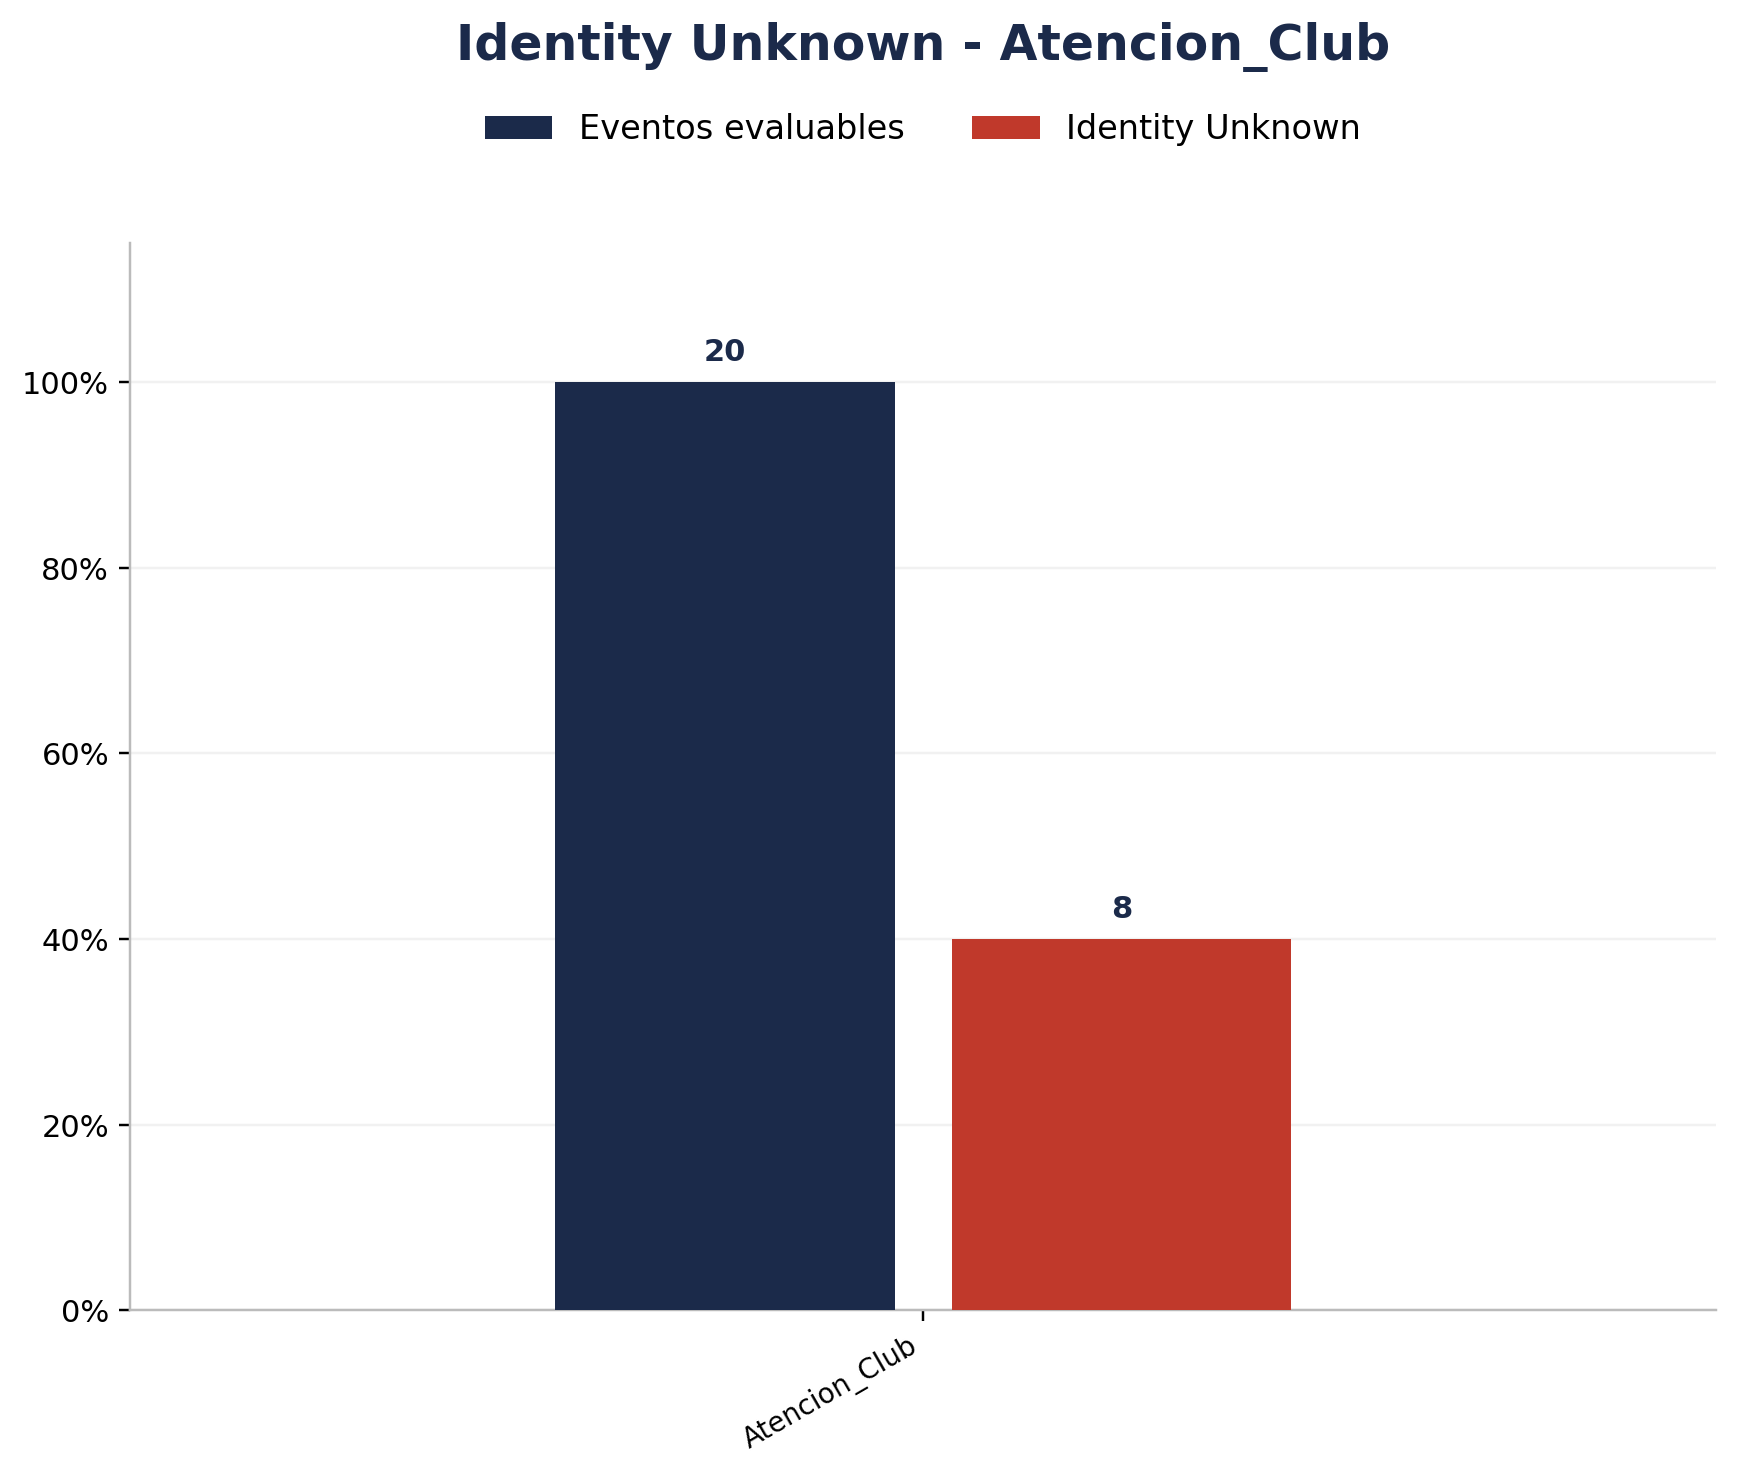 Identity Unknown - Atencion_Club
Eventos evaluables
Identity Unknown
20
100%
80%
60%
8
40%
20%
0%
Atencion_Club